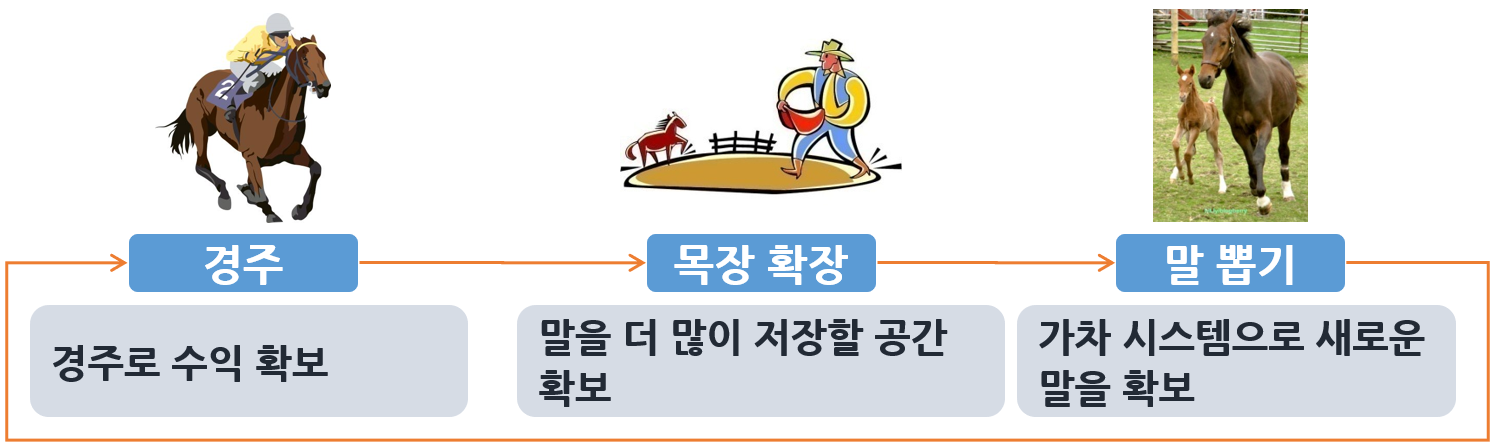 2
경주
목장 확장
말 뽑기
경주로 수익 확보
말을 더 많이 저장할 공간
확보
가차 시스템으로 새로운
말을 확보